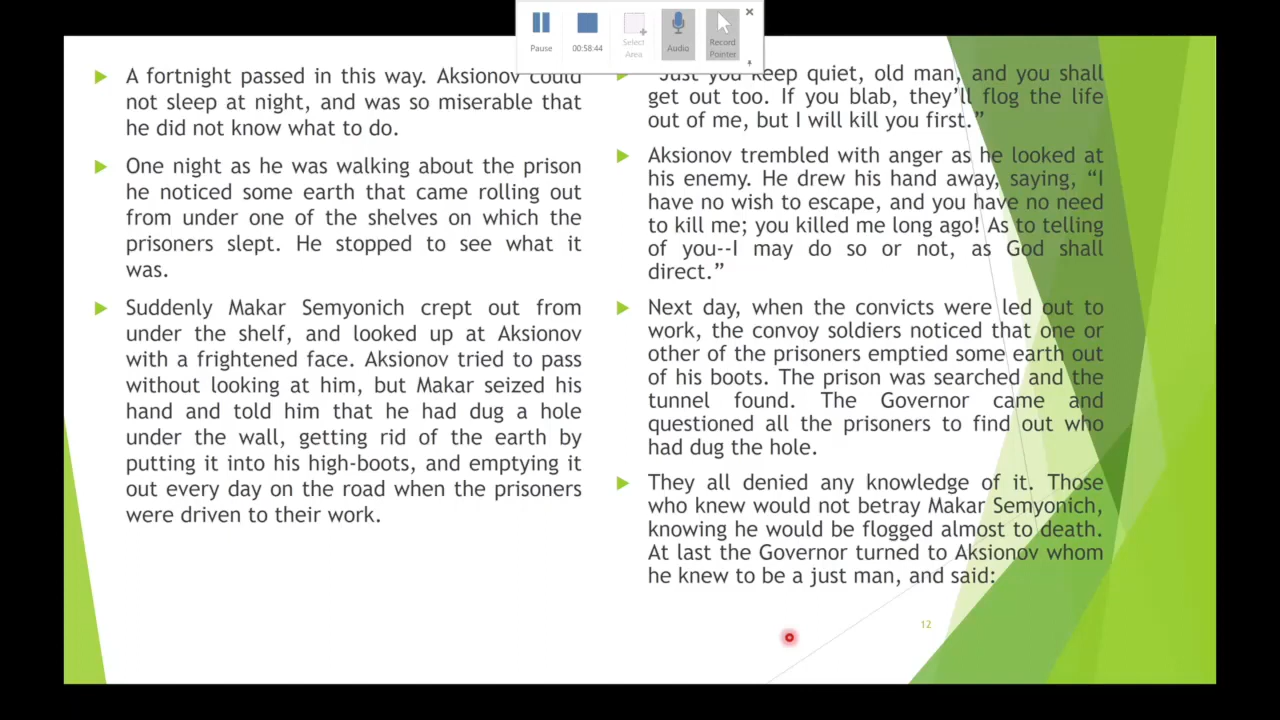 Pause
00:58:44
Select
Area
Audio
Record
Pointer
A fortnight passed in this way. Aksionov could
not sleep at night, and was so miserable that
he did not know what to do.
One night as he was walking about the prison
he noticed some earth that came rolling out
from under one of the shelves on which the
prisoners slept. He stopped to see what it
was.
Suddenly Makar Semyonich crept out from
under the shelf, and looked up at Aksionov
with a frightened face. Aksionov tried to pass
without looking at him, but Makar seized his
hand and told him that he had dug a hole
under the wall, getting rid of the earth by
putting it into his high-boots, and emptying it
out every day on the road when the prisoners
were driven to their work.
"Just you keep quiet, old man, and you shall
get out too. If you blab, they’ll flog the life
out of me, but I will kill you first.”
Aksionov trembled with anger as he looked at
his enemy. He drew his hand away, saying, “I
have no wish to escape, and you have no need
to kill me; you killed me long ago! As to telling
of you--I may do so or not, as God shall
direct.”
Next day, when the convicts were led out to
work, the convoy soldiers noticed that one or
other of the prisoners emptied some earth out
of his boots. The prison was searched and the
tunnel found. The Governor came and
questioned all the prisoners to find out who
had dug the hole.
They all denied any knowledge of it. Those
who knew would not betray Makar Semyonich,
knowing he would be flogged almost to death.
At last the Governor turned to Aksionov whom
he knew to be a just man, and said:
12